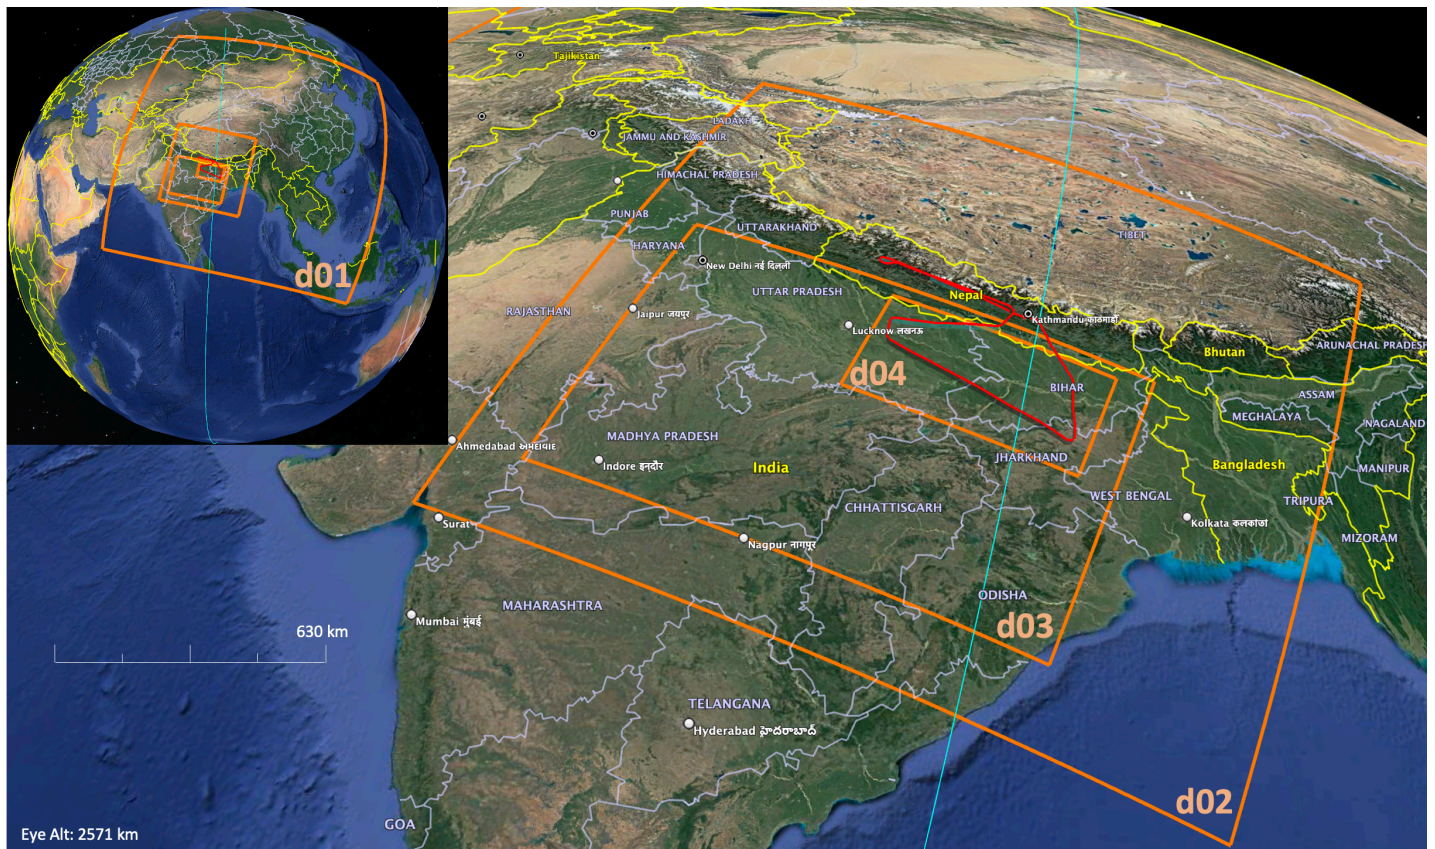 d01
Tajikistan
LADAKH
JAMMU AND KASHMIR
HIMACHAL PRADESH
PUNJAB
UTTARAKHAND
TIBET
HARYANA
New Delhi नई दिल्ली
UTTAR PRADESH
Nepal
RAJASTHAN
Jaipur जयपुर
Kathmandu काठमाडौं
Lucknow लखनऊ
ARUNACHAL PRADESH
Bhutan
d04
BIHAR
ASSAM
MEGHALAYA
NAGALAND
Ahmedabad અમદાવાદ
MADHYA PRADESH
Indore इन्दौर
India
JHARKHAND
Bangladesh
MANIPUR
WEST BENGAL
TRIPURA
CHHATTISGARH
Surat
Kolkata কলকাতা
MIZORAM
Nagpur नागपूर
ODISHA
MAHARASHTRA
Mumbai मुंबई
d03
630 km
TELANGANA
Hyderabad హైదరాబాద్
d02
GOA
Eye Alt: 2571 km